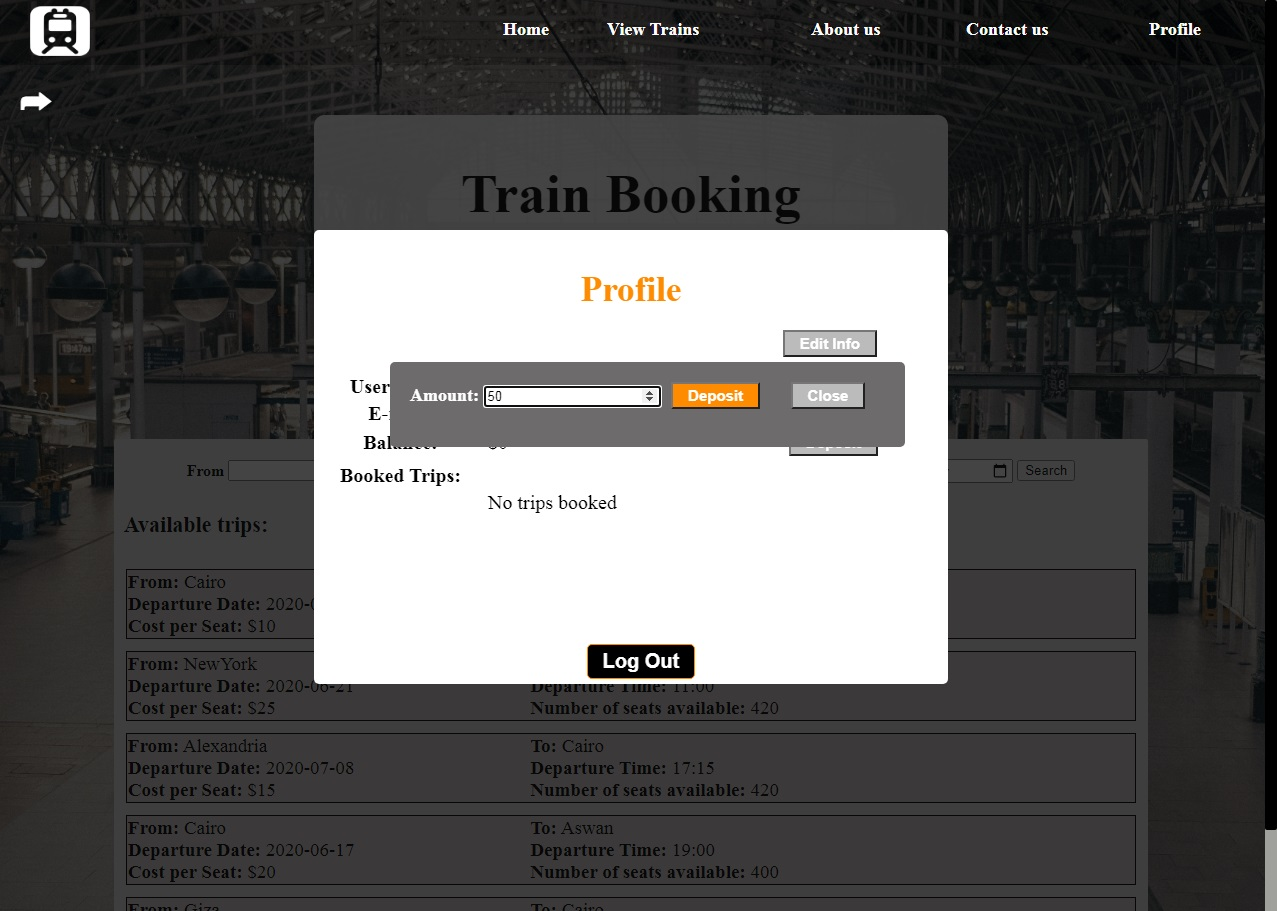 Home View Trains About us Contact us Profile
Train Booking
Profile
Edit Info
User
Amount: 50 Deposit Close
E-
Balance: $0 Deposit
Booked Trips:
No trips booked
Log Out
From Search
Available trips:
From: Cairo
Departure Date: 2020-
Cost per Seat: $10
From: NewYork
Departure Date: 2020-06-21 Departure Time: 11:00
Cost per Seat: $25 Number of seats available: 420
From: Alexandria To: Cairo
Departure Date: 2020-07-08 Departure Time: 17:15
Cost per Seat: $15 Number of seats available: 420
From: Cairo To: Aswan
Departure Date: 2020-06-17 Departure Time: 19:00
Cost per Seat: $20 Number of seats available: 400
From: Giza To: Cairo